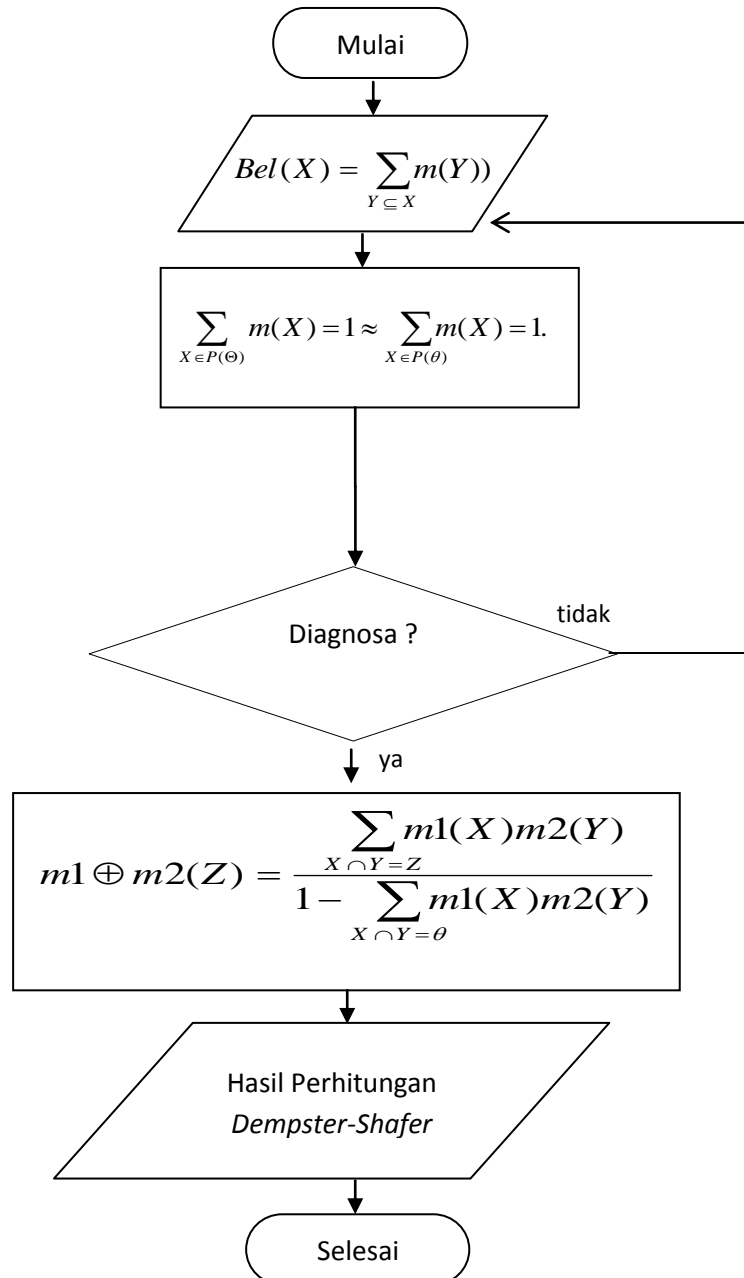 Mulai
Bel(X) = ∑ m(Y))
Y ⊆ X
∑ m(X) = 1 ≈ ∑ m(X) = 1.
X∈P(Θ) X∈P(θ)
Diagnosa ?
tidak
ya
∑ m1(X)m2(Y)
X ∩Y=Z
m1 ⊕ m2(Z) =
1 − ∑ m1(X)m2(Y)
X ∩Y=θ
Hasil Perhitungan
Dempster-Shafer
Selesai